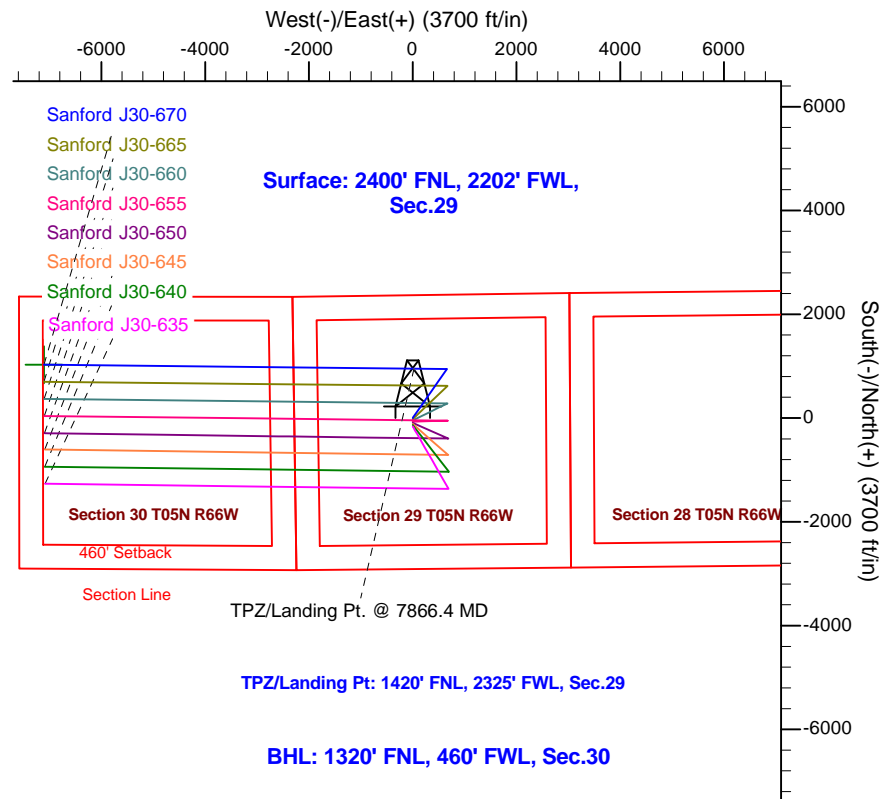 West(-)/East(+) (3700 ft/in)
-6000 -4000 -2000 0 2000 4000 6000
Sanford J30-670
Sanford J30-665
Sanford J30-660
Sanford J30-655
Sanford J30-650
Sanford J30-645
Sanford J30-640
Sanford J30-635
Surface: 2400' FNL, 2202' FWL,
Sec.29
6000
4000
2000
0
-2000
-4000
-6000
South(-)/North(+) (3700 ft/in)
Section 30 T05N R66W
Section 29 T05N R66W
Section 28 T05N R66W
460' Setback
Section Line
TPZ/Landing Pt. @ 7866.4 MD
TPZ/Landing Pt: 1420' FNL, 2325' FWL, Sec.29
BHL: 1320' FNL, 460' FWL, Sec.30